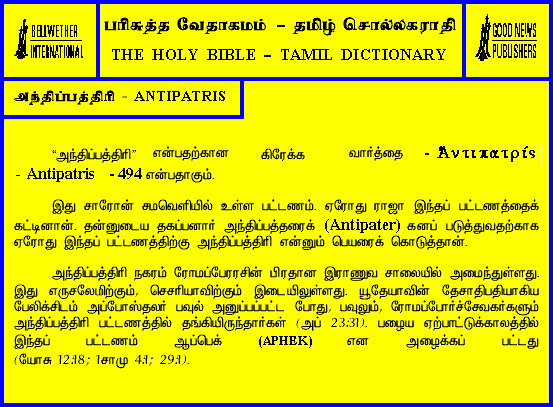 BELLWETHER
INTERNATIONAL
பரிசுத்த வேதாகமம் – தமிழ் சொல்லகராதி
THE HOLY BIBLE – TAMIL DICTIONARY
GOOD NEWS
PUBLISHERS
அந்திப்பத்திரி - ANTIPATRIS
“அந்திப்பத்திரி” என்பதற்கான கிரேக்க வார்த்தை - Ἀντιπατρίς
- Antipatris - 494 என்பதாகும்.
இது சாரோன் சமவெளியில் உள்ள பட்டணம். ஏரோது ராஜா இந்தப் பட்டணத்தைக்
கட்டினான். தன்னுடைய தகப்பனார் அந்திப்பத்தரைக் (Antipater) கனப் படுத்துவதற்காக
ஏரோது இந்தப் பட்டணத்திற்கு அந்திப்பத்திரி என்னும் பெயரைக் கொடுத்தான்.
அந்திப்பத்திரி நகரம் ரோமப்பேரரசின் பிரதான இராணுவ சாலையில் அமைந்துள்ளது.
இது எருசலேமிற்கும், செசரியாவிற்கும் இடையிலுள்ளது. யூதேயாவின் தேசாதிபதியாகிய
பேலிக்சிடம் அப்போஸ்தலர் பவுல் அனுப்பப்பட்ட போது, பவுலும், ரோமப்போர்ச்சேவகர்களும்
அந்திப்பத்திரி பட்டணத்தில் தங்கியிருந்தார்கள் (அப் 23:31). பழைய ஏற்பாட்டுக்காலத்தில்
இந்தப் பட்டணம் ஆப்பெக் (APHEK) என அழைக்கப் பட்டது
(யோசு 12:18; 1சாமு 4:1; 29:1).